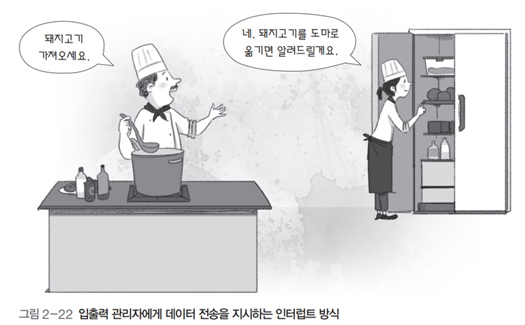 돼지고기
가져오세요.
네. 돼지고기를 도마로
옮기면 알려드릴게요.
그림 2-22 입출력 관리자에게 데이터 전송을 지시하는 인터럽트 방식